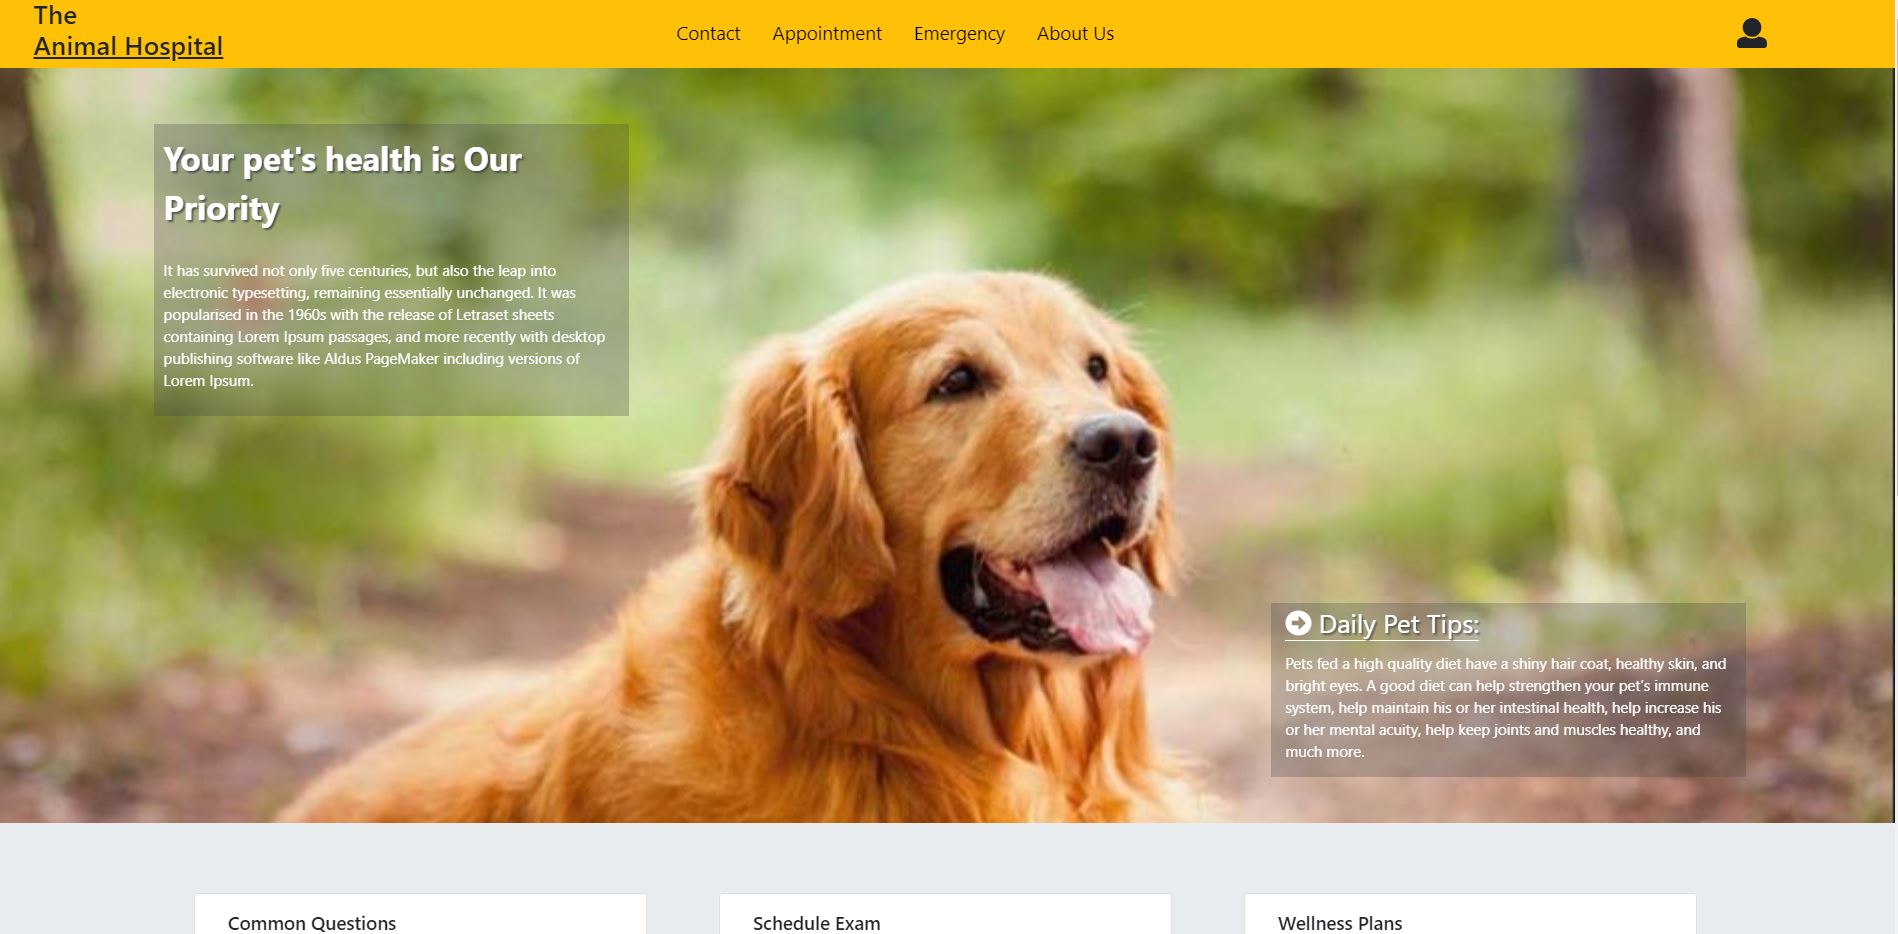 The
Animal Hospital
Contact
Appointment
Emergency
About Us
Your pet's health is Our
Priority
It has survived not only five centuries, but also the leap into
electronic typesetting, remaining essentially unchanged. It was
popularised in the 1960s with the release of Letraset sheets
containing Lorem Ipsum passages, and more recently with desktop
publishing software like Aldus PageMaker including versions of
Lorem Ipsum.
Daily Pet Tips:
Pets fed a high quality diet have a shiny hair coat, healthy skin, and
bright eyes. A good diet can help strengthen your pet’s immune
system, help maintain his or her intestinal health, help increase his
or her mental acuity, help keep joints and muscles healthy, and
much more.
Common Questions
Schedule Exam
Wellness Plans